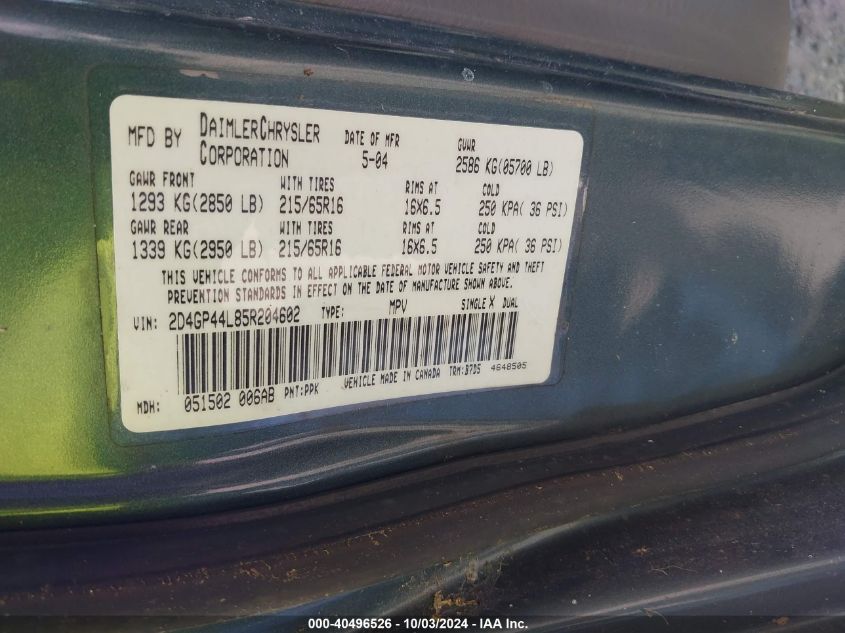 MFD BY DAIMLERCHRYSLER CORPORATION
DATE OF MFR 5-04
GVWR 2586 KG(05700 LB)
GAWR FRONT WITH TIRES RIMS AT COLD
1293 KG(2850 LB) 215/65R16 16X6.5 250 KPA( 36 PSI)
GAWR REAR WITH TIRES RIMS AT COLD
1339 KG(2950 LB) 215/65R16 16X6.5 250 KPA( 36 PSI)
THIS VEHICLE CONFORMS TO ALL APPLICABLE FEDERAL MOTOR VEHICLE SAFETY AND THEFT
PREVENTION STANDARDS IN EFFECT ON THE DATE OF MANUFACTURE SHOWN ABOVE.
VIN: 2D4GP44L85R204602 TYPE: MPV SINGLE X DUAL
MDH: 051502 006AB PNT:PPK VEHICLE MADE IN CANADA TRM:B7D5 4648505
000-40496526 - 10/03/2024 - IAA Inc.